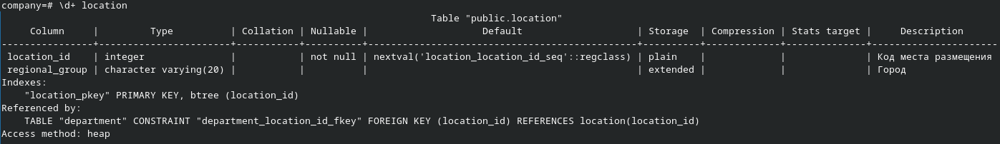 company=# \d+ location
                                                                           Table "public.location"
     Column     |         Type          | Collation | Nullable |                    Default                    | Storage  | Compression | Stats target |     Description
----------------+-----------------------+-----------+----------+-----------------------------------------------+----------+-------------+--------------+----------------------
 location_id    | integer               |           | not null | nextval('location_location_id_seq'::regclass) | plain    |             |              | Код места размещения
 regional_group | character varying(20) |           |          |                                               | extended |             |              | Город
Indexes:
    "location_pkey" PRIMARY KEY, btree (location_id)
Referenced by:
    TABLE "department" CONSTRAINT "department_location_id_fkey" FOREIGN KEY (location_id) REFERENCES location(location_id)
Access method: heap